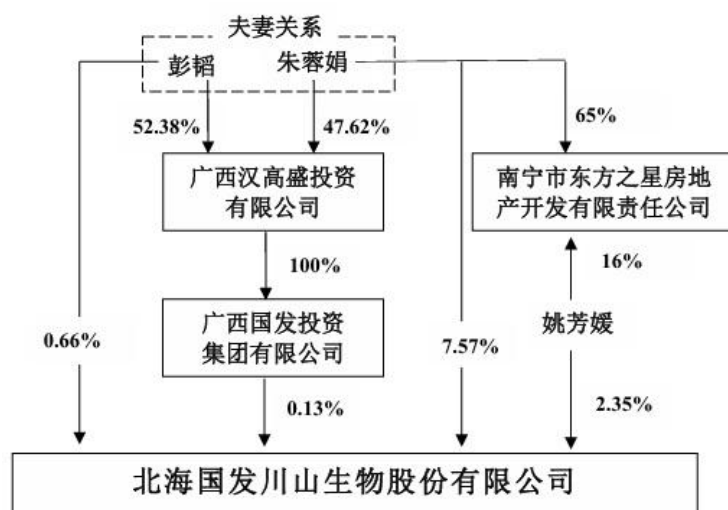 夫妻关系
彭韬
朱蓉娟
52.38%
47.62%
65%
广西汉高盛投资
有限公司
南宁市东方之星房地
产开发有限责任公司
100%
16%
广西国发投资
集团有限公司
姚芳媛
0.66%
7.57%
0.13%
2.35%
北海国发川山生物股份有限公司